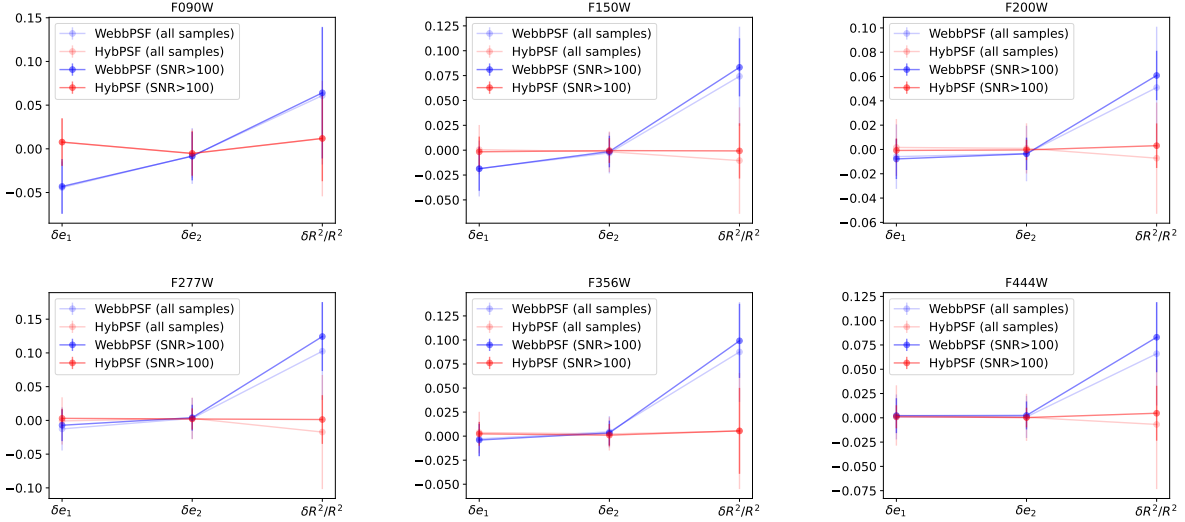 F090W
0.15
0.10
0.05
0.00
−0.05
WebbPSF (all samples)
HybPSF (all samples)
WebbPSF (SNR>100)
HybPSF (SNR>100)
δe₁
δe₂
δR²/R²
F150W
0.125
0.100
0.075
0.050
0.025
0.000
−0.025
−0.050
WebbPSF (all samples)
HybPSF (all samples)
WebbPSF (SNR>100)
HybPSF (SNR>100)
δe₁
δe₂
δR²/R²
F200W
0.10
0.08
0.06
0.04
0.02
0.00
−0.02
−0.04
−0.06
WebbPSF (all samples)
HybPSF (all samples)
WebbPSF (SNR>100)
HybPSF (SNR>100)
δe₁
δe₂
δR²/R²
F277W
0.15
0.10
0.05
0.00
−0.05
−0.10
WebbPSF (all samples)
HybPSF (all samples)
WebbPSF (SNR>100)
HybPSF (SNR>100)
δe₁
δe₂
δR²/R²
F356W
0.125
0.100
0.075
0.050
0.025
0.000
−0.025
−0.050
WebbPSF (all samples)
HybPSF (all samples)
WebbPSF (SNR>100)
HybPSF (SNR>100)
δe₁
δe₂
δR²/R²
F444W
0.125
0.100
0.075
0.050
0.025
0.000
−0.025
−0.050
−0.075
WebbPSF (all samples)
HybPSF (all samples)
WebbPSF (SNR>100)
HybPSF (SNR>100)
δe₁
δe₂
δR²/R²